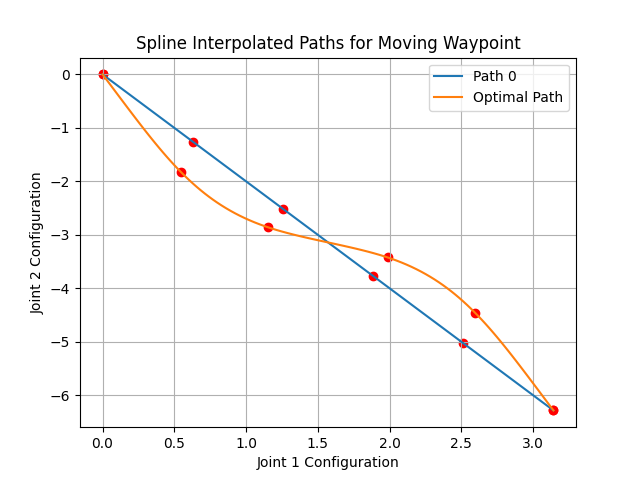 Spline Interpolated Paths for Moving Waypoint
Path 0
Optimal Path
0
−1
−2
−3
−4
−5
−6
Joint 2 Configuration
0.0 0.5 1.0 1.5 2.0 2.5 3.0
Joint 1 Configuration